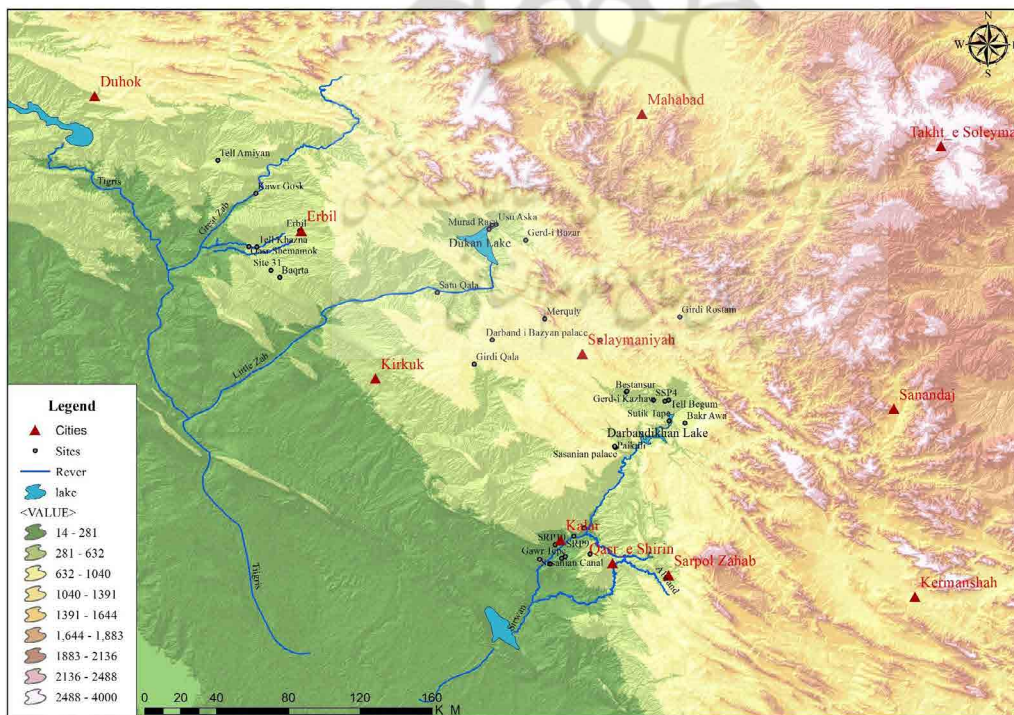 N
W
S
Duhok
Mahabad
Takht_e Soleyma
Tell Amiyan
Tigris
Kawr Gosk
Great Zab
Erbil
Erbil
Murad Rasu
Usu Aska
Gerd-i Bazar
Dukan Lake
Tell Khazna
Qasr Shemamok
Site 31
Baqrta
Satu Qala
Merquly
Girdi Rostam
Darband i Bazyan palace
Sulaymaniyah
Little Zab
Girdi Qala
Kirkuk
Bestansur
Gerd-i Kazhaw
SSP4
Tell Begum
Sanandaj
Sutik Tapa
Bakr Awa
Darbandikhan Lake
Paikuli
Sasanian palace
Kalar
SRP10
SRP9
Gawr Tepe
Sasanian Canal
Qasr_e Shirin
Sarpol Zahab
Kermanshah
Tiigris
Sirwan
Legend
Cities
Sites
Rever
lake
<VALUE>
14 - 281
281 - 632
632 - 1040
1040 - 1391
1391 - 1644
1,644 - 1,883
1883 - 2136
2136 - 2488
2488 - 4000
0 20 40 80 120 160
K M